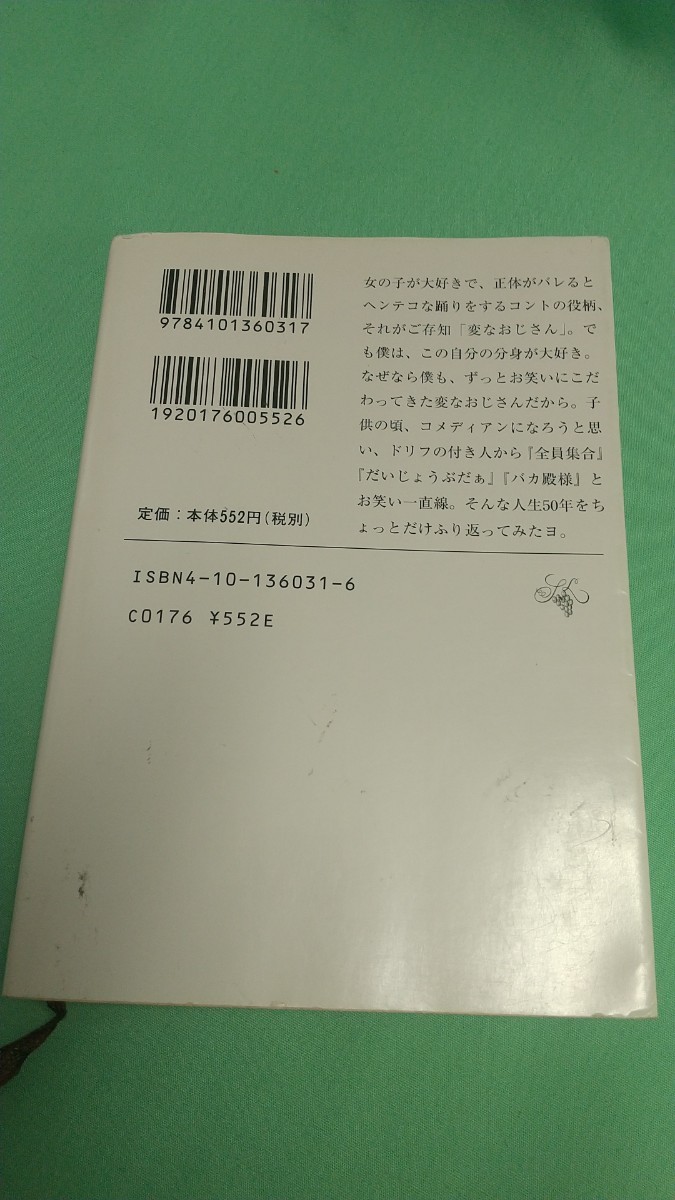 9784101360317
1920176005526
定価：本体552円（税別）
女の子が大好きで、正体がバレると
ヘンテコな踊りをするコントの役柄、
それがご存知「変なおじさん」。で
も僕は、この自分の分身が大好き。
なぜなら僕も、ずっとお笑いにこだ
わってきた変なおじさんだから。子
供の頃、コメディアンになろうと思
い、ドリフの付き人から『全員集合』
『だいじょうぶだぁ』『バカ殿様』と
お笑い一直線。そんな人生50年をち
ょっとだけふり返ってみたヨ。
ISBN4-10-136031-6
C0176 ¥552E